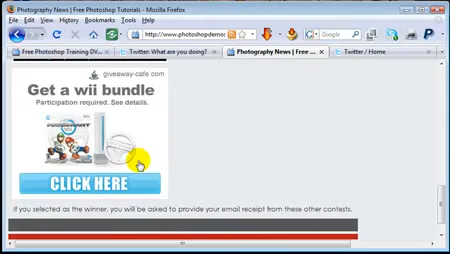 Photography News | Free Photoshop Tutorials - Mozilla Firefox
File Edit View History Bookmarks Tools Help
http://www.photoshopdemos
Google
Free Photoshop Training DV...
Twitter: What are you doing?
Photography News | Free ...
Twitter / Home
giveaway-cafe.com
Get a wii bundle
Participation required. See details.
MARIOKART
Wii
CLICK HERE
If you selected as the winner, you will be asked to provide your email receipt from these other contests.